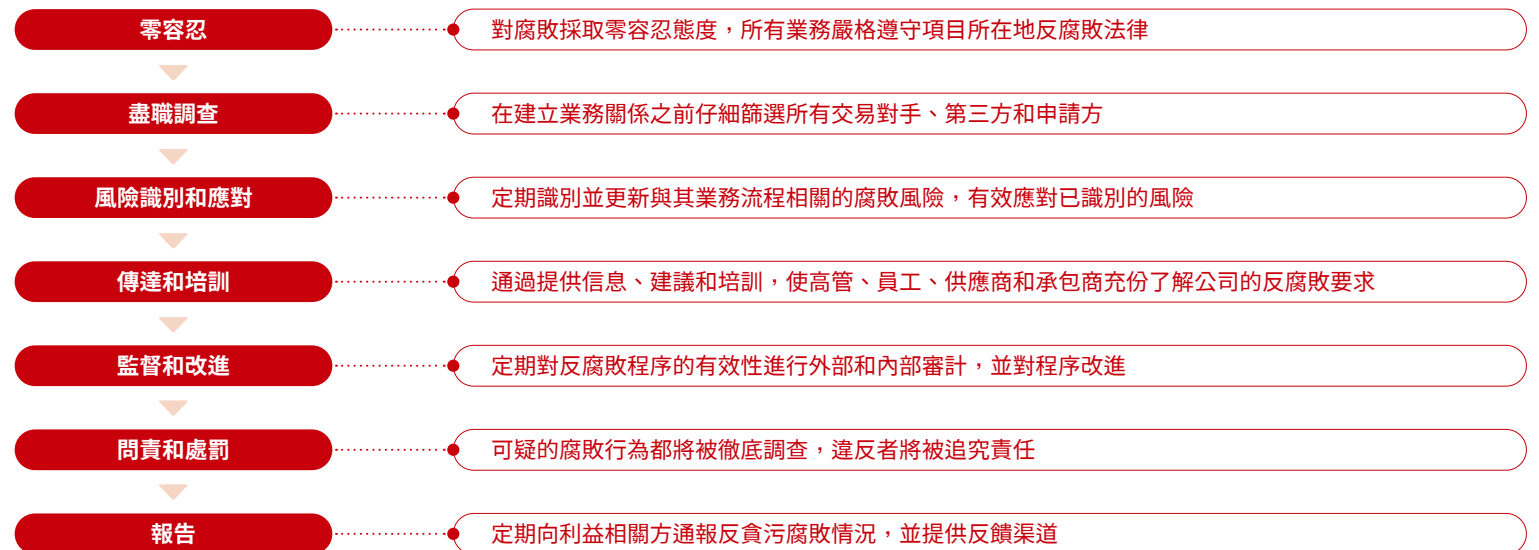 零容忍
對腐敗採取零容忍態度，所有業務嚴格遵守項目所在地反腐敗法律
盡職調查
在建立業務關係之前仔細篩選所有交易對手、第三方和申請方
風險識別和應對
定期識別並更新與其業務流程相關的腐敗風險，有效應對已識別的風險
傳達和培訓
通過提供信息、建議和培訓，使高管、員工、供應商和承包商充份了解公司的反腐敗要求
監督和改進
定期對反腐敗程序的有效性進行外部和內部審計，並對程序改進
問責和處罰
可疑的腐敗行為都將被徹底調查，違反者將被追究責任
報告
定期向利益相關方通報反貪污腐敗情況，並提供反饋渠道